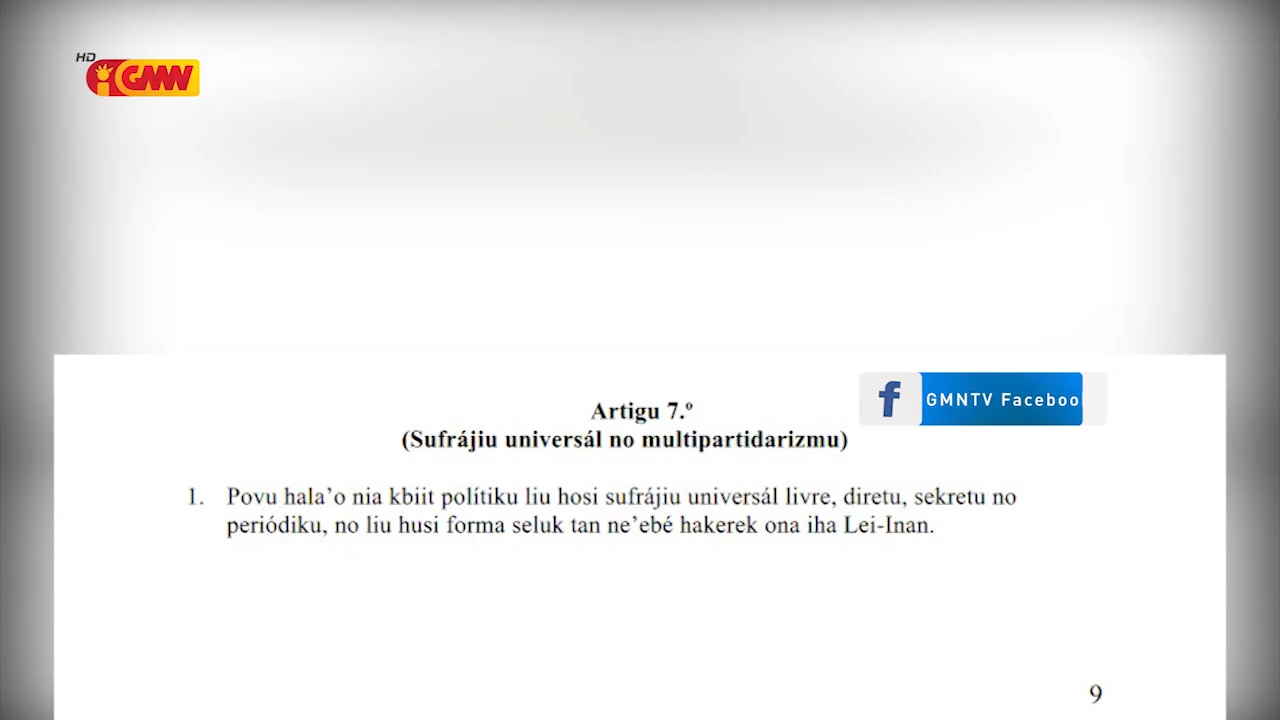 HD
GMN
Artigu 7.º
GMNTV Faceboo
(Sufrájiu universál no multipartidarizmu)
1. Povu hala’o nia kbiit polítiku liu hosi sufrájiu universál livre, diretu, sekretu no
periódiku, no liu husi forma seluk tan ne’ebé hakerek ona iha Lei-Inan.
9